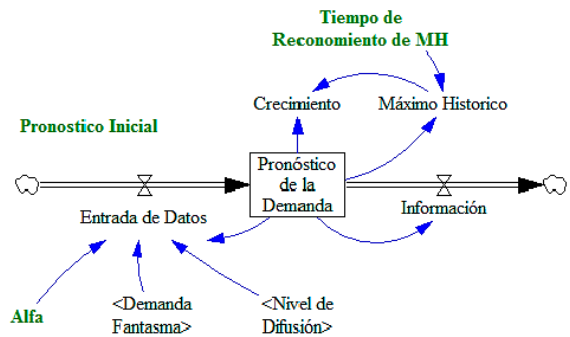 Tiempo de
Reconomiento de MH
Crecimiento
Máximo Historico
Pronostico Inicial
Pronóstico
de la
Demanda
Entrada de Datos
Información
Alfa
<Demanda
Fantasma>
<Nivel de
Difusión>